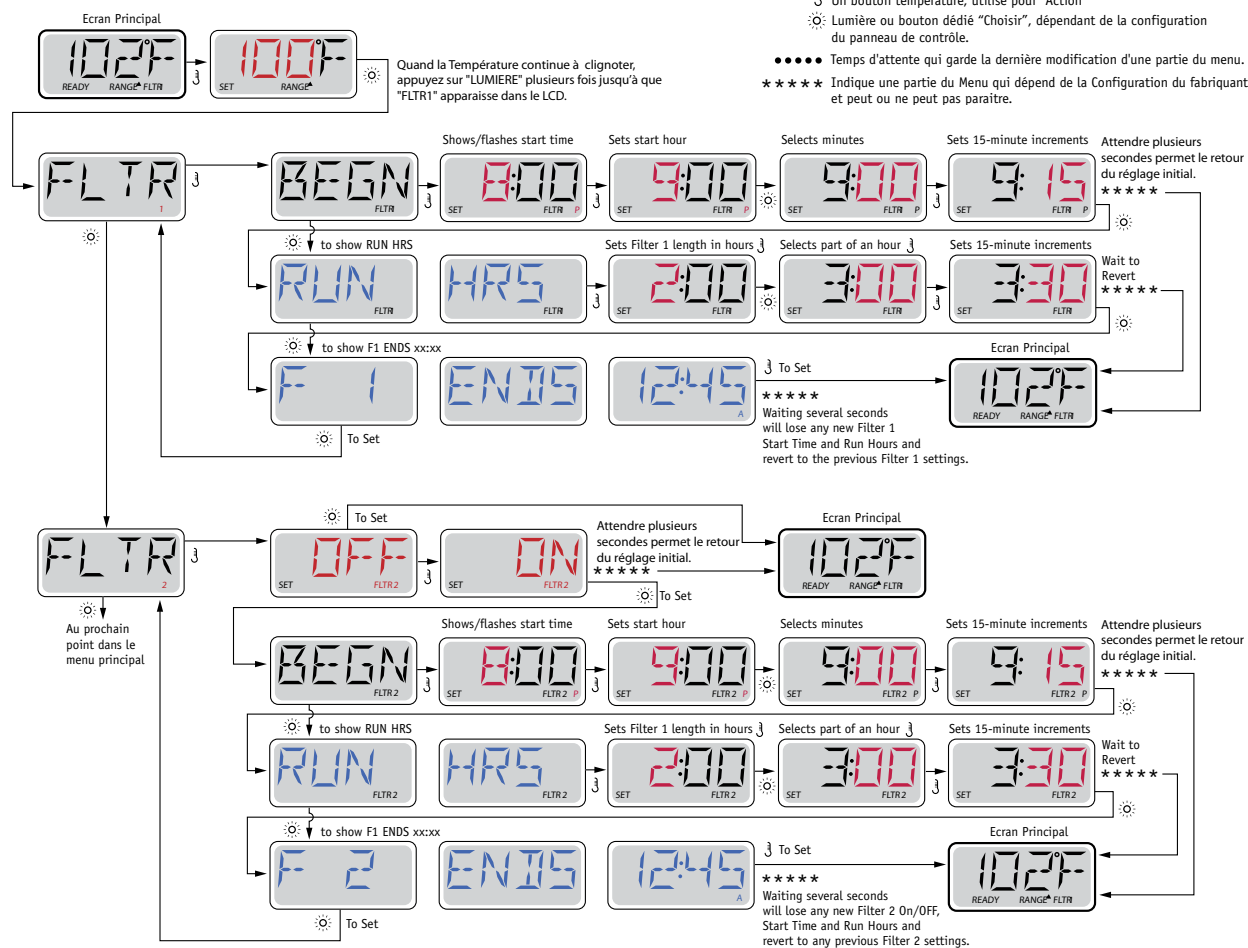 Un bouton température, utilisé pour "Action"
Lumière ou bouton dédié "Choisir", dépendant de la configuration
du panneau de contrôle.
Temps d'attente qui garde la dernière modification d'une partie du menu.
***** Indique une partie du Menu qui dépend de la Configuration du fabriquant
et peut ou ne peut pas paraitre.
Ecran Principal
102°F
READY RANGE FLTR1
100°F
SET RANGE
Quand la Température continue à clignoter,
appuyez sur "LUMIERE" plusieurs fois jusqu'à que
"FLTR1" apparaisse dans le LCD.
FLTR
1
BEGN
FLTR1
Shows/flashes start time
8:00
SET FLTR1 P
Sets start hour
9:00
SET FLTR1 P
Selects minutes
9:00
SET FLTR1 P
Sets 15-minute increments
9:15
SET FLTR1 P
Attendre plusieurs
secondes permet le retour
du réglage initial.
*****
to show RUN HRS
RUN
FLTR1
HRS
FLTR1
Sets Filter 1 length in hours
2:00
SET FLTR1
Selects part of an hour
3:00
SET FLTR1
Sets 15-minute increments
3:30
SET FLTR1
Wait to
Revert
*****
to show F1 ENDS xx:xx
F 1
ENDS
12:45
A
To Set
To Set
*****
Waiting several seconds
will lose any new Filter 1
Start Time and Run Hours and
revert to the previous Filter 1 settings.
Ecran Principal
102°F
READY RANGE FLTR1
FLTR
2
Au prochain
point dans le
menu principal
To Set
OFF
SET FLTR2
ON
SET FLTR2
Attendre plusieurs
secondes permet le retour
du réglage initial.
*****
To Set
Ecran Principal
102°F
READY RANGE FLTR1
BEGN
FLTR2
Shows/flashes start time
8:00
SET FLTR2 P
Sets start hour
9:00
SET FLTR2 P
Selects minutes
9:00
SET FLTR2 P
Sets 15-minute increments
9:15
SET FLTR2 P
Attendre plusieurs
secondes permet le retour
du réglage initial.
*****
to show RUN HRS
RUN
FLTR2
HRS
FLTR2
Sets Filter 1 length in hours
2:00
SET FLTR2
Selects part of an hour
3:00
SET FLTR2
Sets 15-minute increments
3:30
SET FLTR2
Wait to
Revert
*****
to show F1 ENDS xx:xx
F 2
ENDS
12:45
A
To Set
To Set
*****
Waiting several seconds
will lose any new Filter 2 On/OFF,
Start Time and Run Hours and
revert to any previous Filter 2 settings.
Ecran Principal
102°F
READY RANGE FLTR1